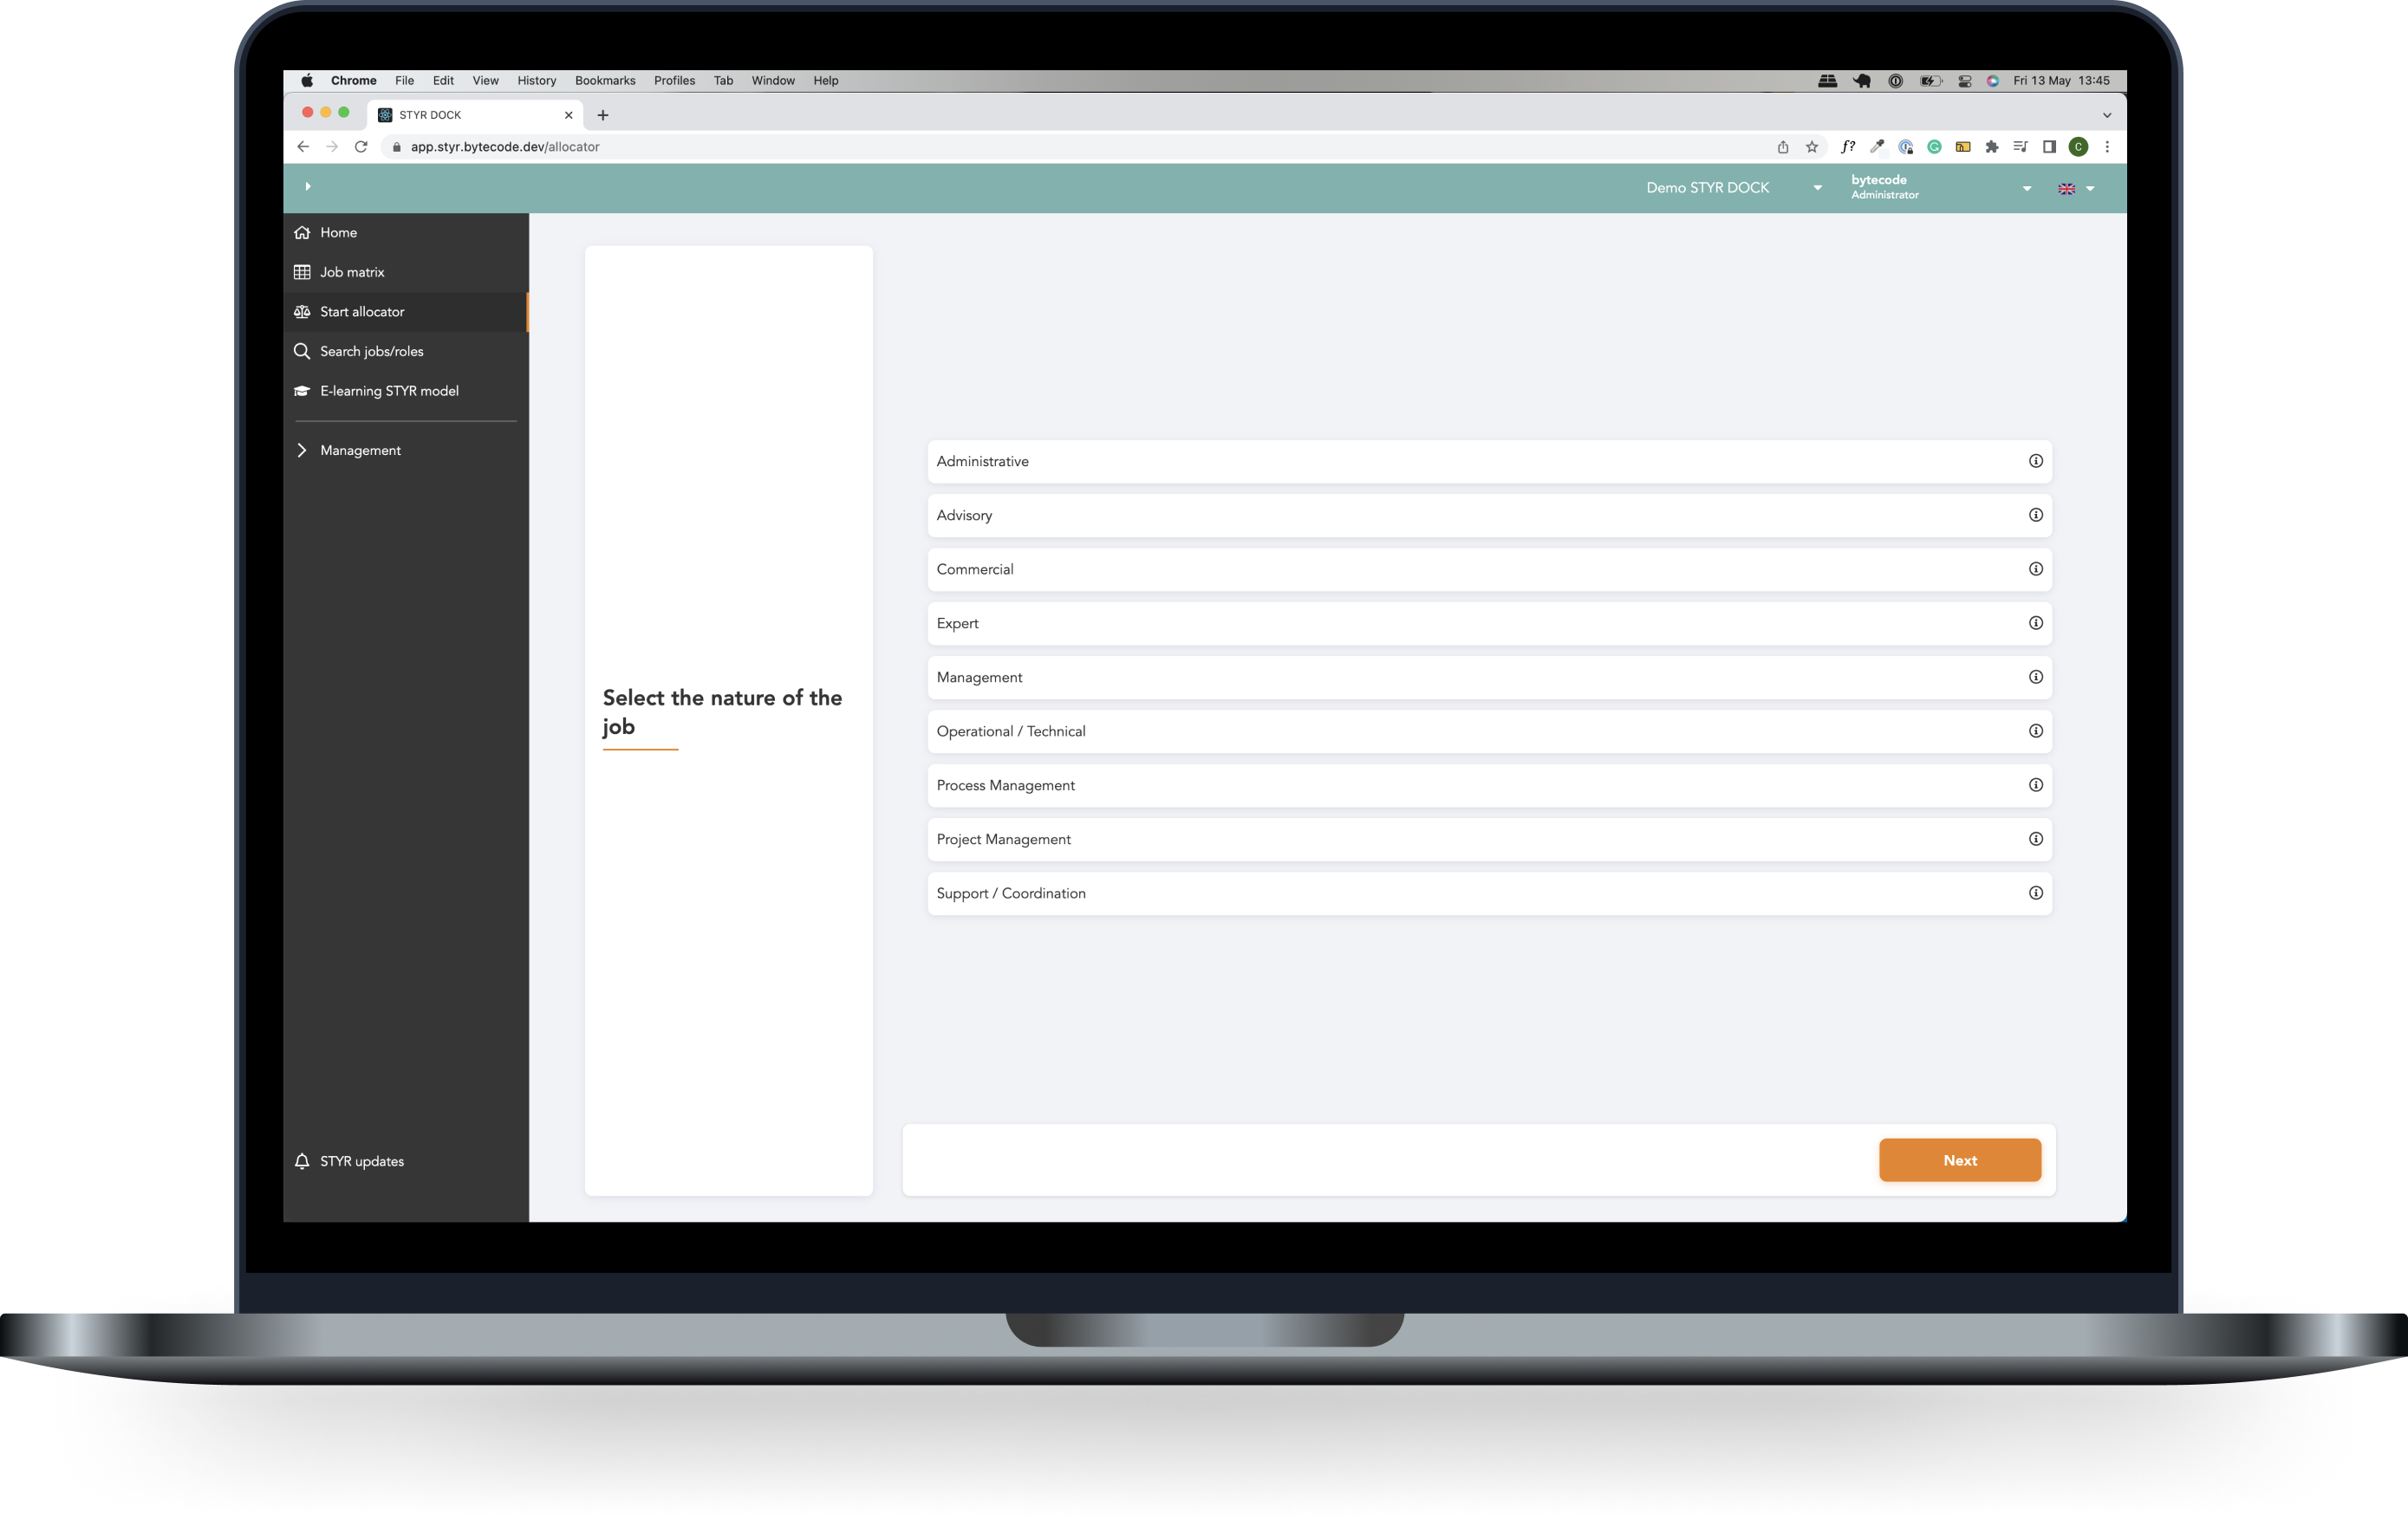 Chrome File Edit View History Bookmarks Profiles Tab Window Help Fri 13 May 13:45
STYR DOCK
app.styr.bytecode.dev/allocator
f? C
Demo STYR DOCK
bytecode
Administrator
Home
Job matrix
Start allocator
Search jobs/roles
E-learning STYR model
Management
STYR updates
Select the nature of the
job
Administrative
Advisory
Commercial
Expert
Management
Operational / Technical
Process Management
Project Management
Support / Coordination
Next